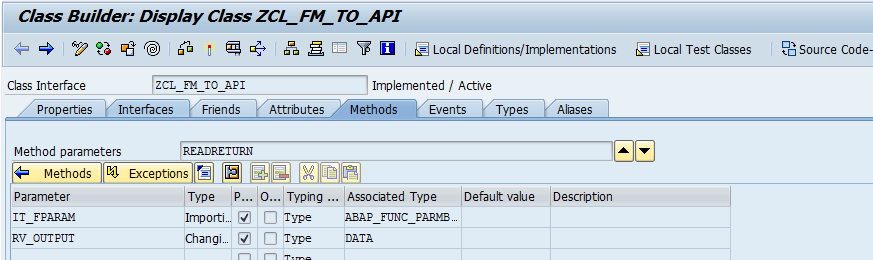 Class Builder: Display Class ZCL_FM_TO_API
Local Definitions/Implementations Local Test Classes Source Code-
Class Interface ZCL_FM_TO_API Implemented / Active
Properties Interfaces Friends Attributes Methods Events Types Aliases
Method parameters READRETURN
Methods Exceptions
Parameter Type P... O... Typing ... Associated Type Default value Description
IT_FPARAM Importi... Type ABAP_FUNC_PARMB...
RV_OUTPUT Changi... Type DATA
Type